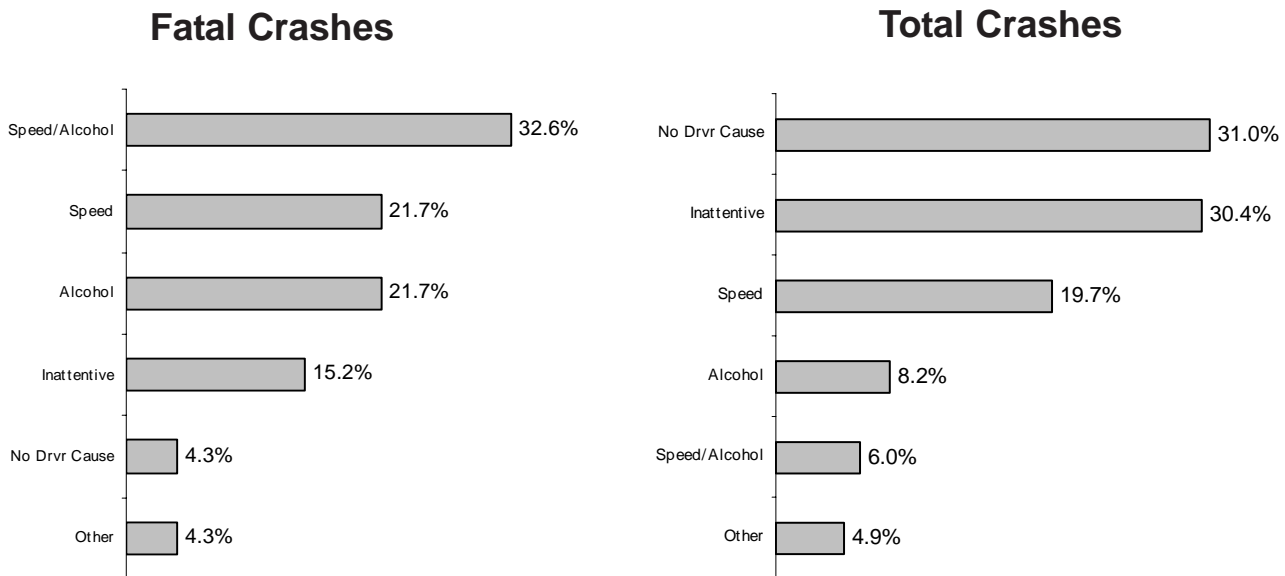 Fatal Crashes
Speed/Alcohol 32.6%
Speed 21.7%
Alcohol 21.7%
Inattentive 15.2%
No Drvr Cause 4.3%
Other 4.3%
Total Crashes
No Drvr Cause 31.0%
Inattentive 30.4%
Speed 19.7%
Alcohol 8.2%
Speed/Alcohol 6.0%
Other 4.9%